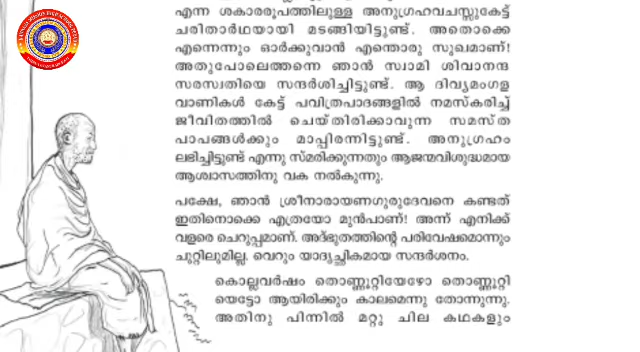 എന്ന ശകാരരൂപത്തിലുള്ള അനുഗ്രഹവചസ്സുകേട്ട്
ചരിതാർഥയായി മടങ്ങിയിട്ടുണ്ട്. അതൊക്കെ
എന്നെന്നും ഓർക്കുവാൻ എന്തൊരു സുഖമാണ്!
അതുപോലെത്തന്നെ ഞാൻ സ്വാമി ശിവാനന്ദ
സരസ്വതിയെ സന്ദർശിച്ചിട്ടുണ്ട്. ആ ദിവ്യമംഗള
വാണികൾ കേട്ട് പവിത്രപാദങ്ങളിൽ നമസ്കരിച്ച്
ജീവിതത്തിൽ ചെയ്തിരിക്കാവുന്ന സമസ്ത
പാപങ്ങൾക്കും മാപ്പിരന്നിട്ടുണ്ട്. അനുഗ്രഹം
ലഭിച്ചിട്ടുണ്ട് എന്നു സ്മരിക്കുന്നതും ആജന്മവിശുദ്ധമായ
ആശ്വാസത്തിനു വക നൽകുന്നു.
പക്ഷേ, ഞാൻ ശ്രീനാരായണഗുരുദേവനെ കണ്ടത്
ഇതിനൊക്കെ എത്രയോ മുൻപാണ്! അന്ന് എനിക്ക്
വളരെ ചെറുപ്പമാണ്. അദ്ഭുതത്തിന്റെ പരിവേഷമൊന്നും
ചുറ്റിലുമില്ല. വെറും യാദൃച്ഛികമായ സന്ദർശനം.
കൊല്ലവർഷം തൊണ്ണൂറ്റിയേഴോ തൊണ്ണൂറ്റി
യെട്ടോ ആയിരിക്കും കാലമെന്നു തോന്നുന്നു.
അതിനു പിന്നിൽ മറ്റു ചില കഥകളും